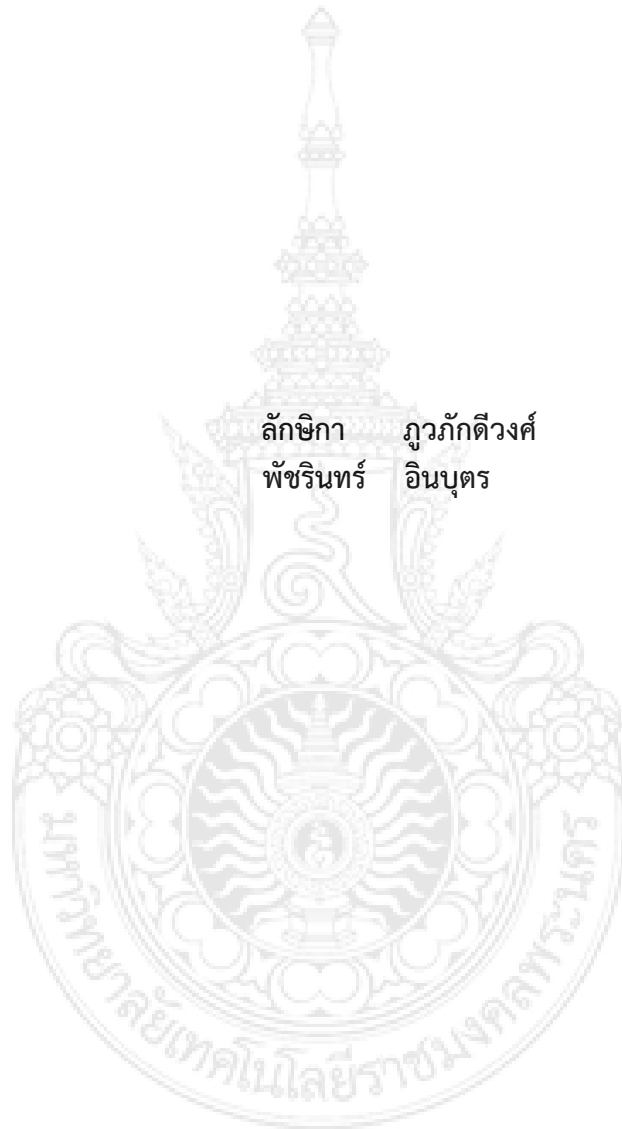 ลักษิกา ภูวภักดีวงศ์
พัชรินทร์ อินบุตร
มหาวิทยาลัยเทคโนโลยีราชมงคลพระนคร